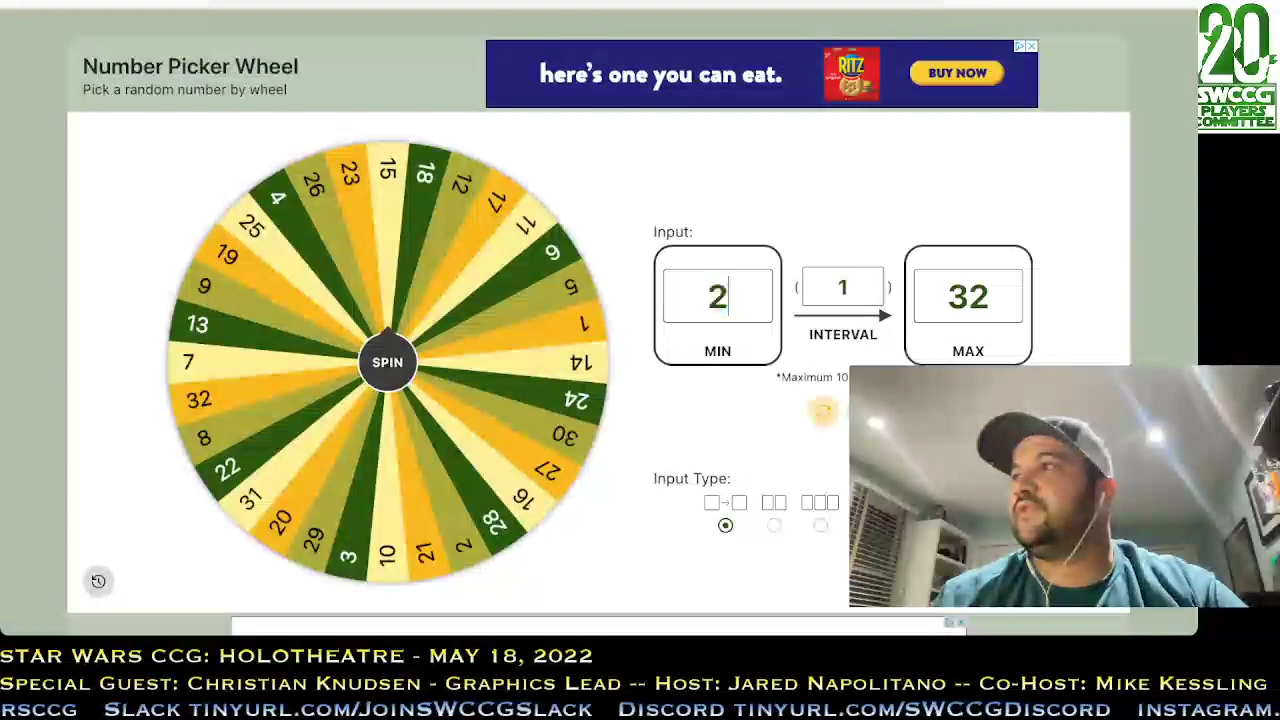 Number Picker Wheel
Pick a random number by wheel
here's one you can eat.
RITZ
BUY NOW
20
SWCCG
PLAYERS
COMMITTEE
15
18
12
17
11
6
5
1
14
24
30
27
16
28
2
21
10
3
29
20
31
22
8
32
7
13
9
19
25
4
26
23
SPIN
Input:
2
MIN
( 1 )
INTERVAL
32
MAX
*Maximum 10
Input Type:
STAR WARS CCG: HOLOTHEATRE - MAY 18, 2022
SPECIAL GUEST: CHRISTIAN KNUDSEN - GRAPHICS LEAD -- HOST: JARED NAPOLITANO -- CO-HOST: MIKE KESSLING
RSCCG SLACK TINYURL.COM/JOINSWCCGSLACK DISCORD TINYURL.COM/SWCCGDISCORD INSTAGRAM.